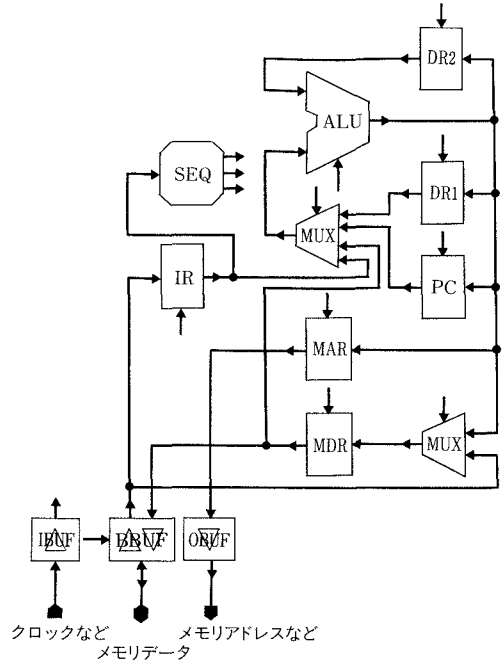 DR2
ALU
SEQ
DR1
MUX
IR
PC
MAR
MDR
MUX
IBUF
BBUF
OBUF
クロックなど
メモリアドレスなど
メモリデータ